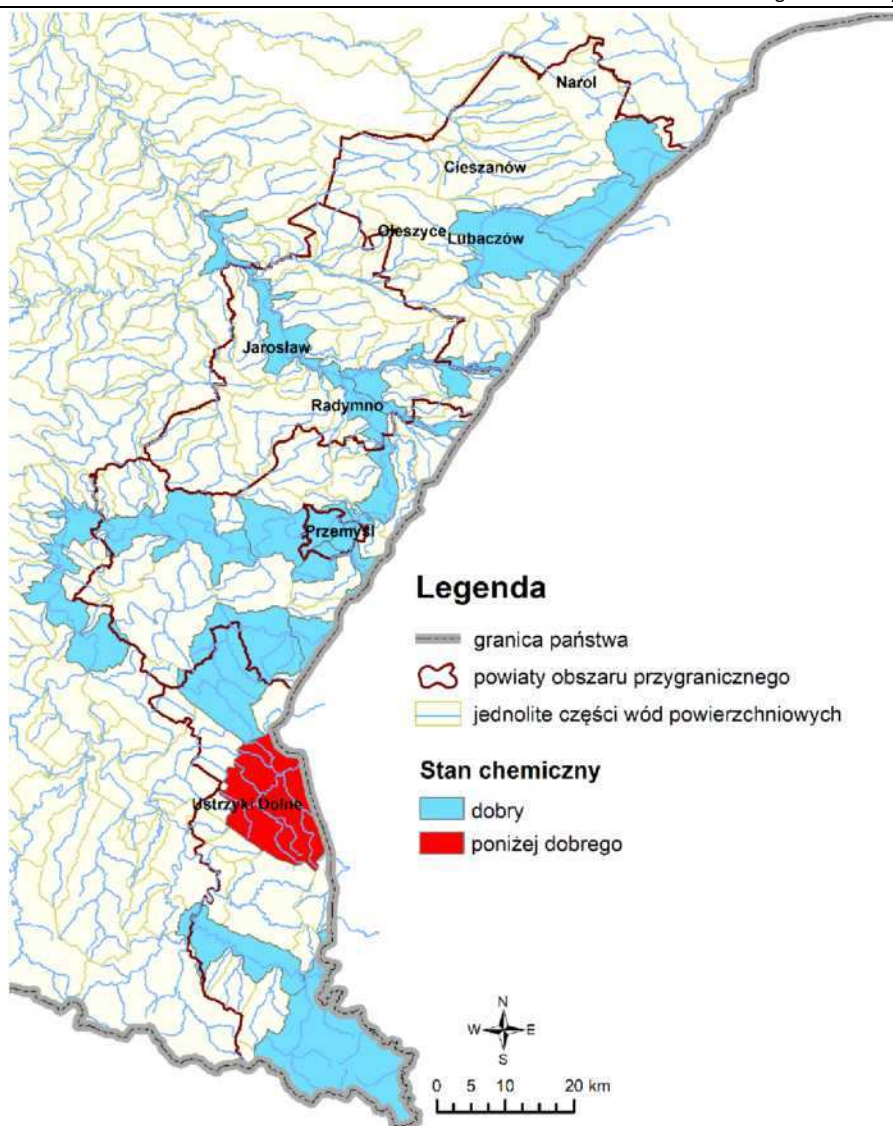 Narol
Cieszanów
Oleszyce
Lubaczów
Jarosław
Radymno
Przemyśl
Legenda
granica państwa
powiaty obszaru przygranicznego
jednolite części wód powierzchniowych
Stan chemiczny
dobry
poniżej dobrego
Ustrzyki Dolne
N
W E
S
0 5 10 20 km